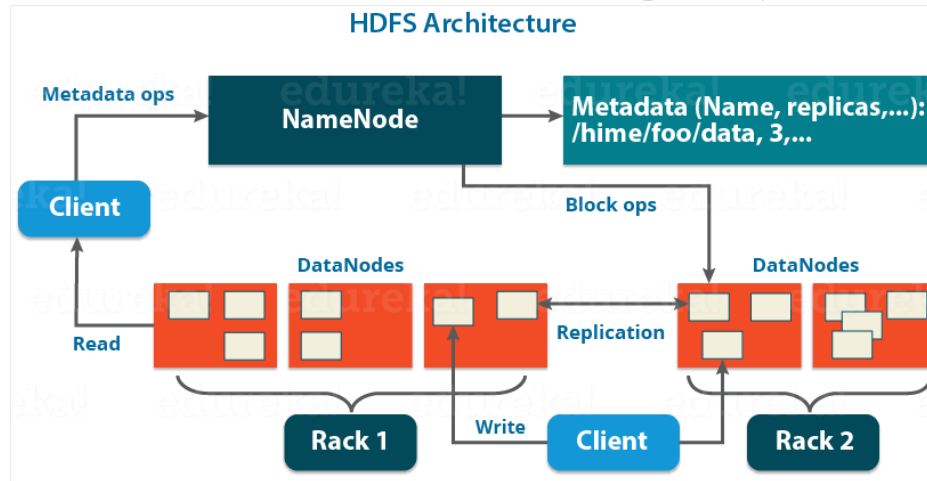 HDFS Architecture
Metadata ops
NameNode
Metadata (Name, replicas,...):
/hime/foo/data, 3,...
Client
Block ops
DataNodes
DataNodes
Read
Replication
Write
Rack 1
Client
Rack 2
edureka!